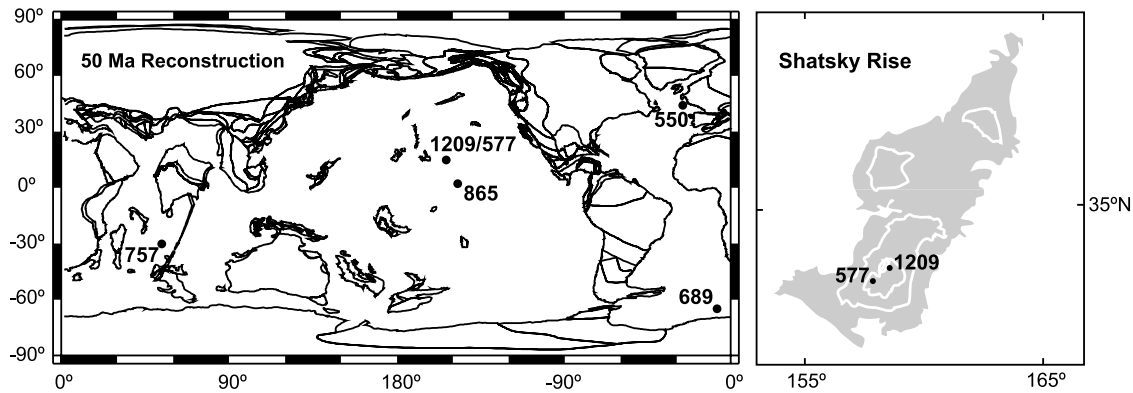 90º
60º
30º
0º
-30º
-60º
-90º
50 Ma Reconstruction
1209/577
865
757
550
689
0º
90º
180º
-90º
0º
Shatsky Rise
577
1209
35ºN
155º
165º